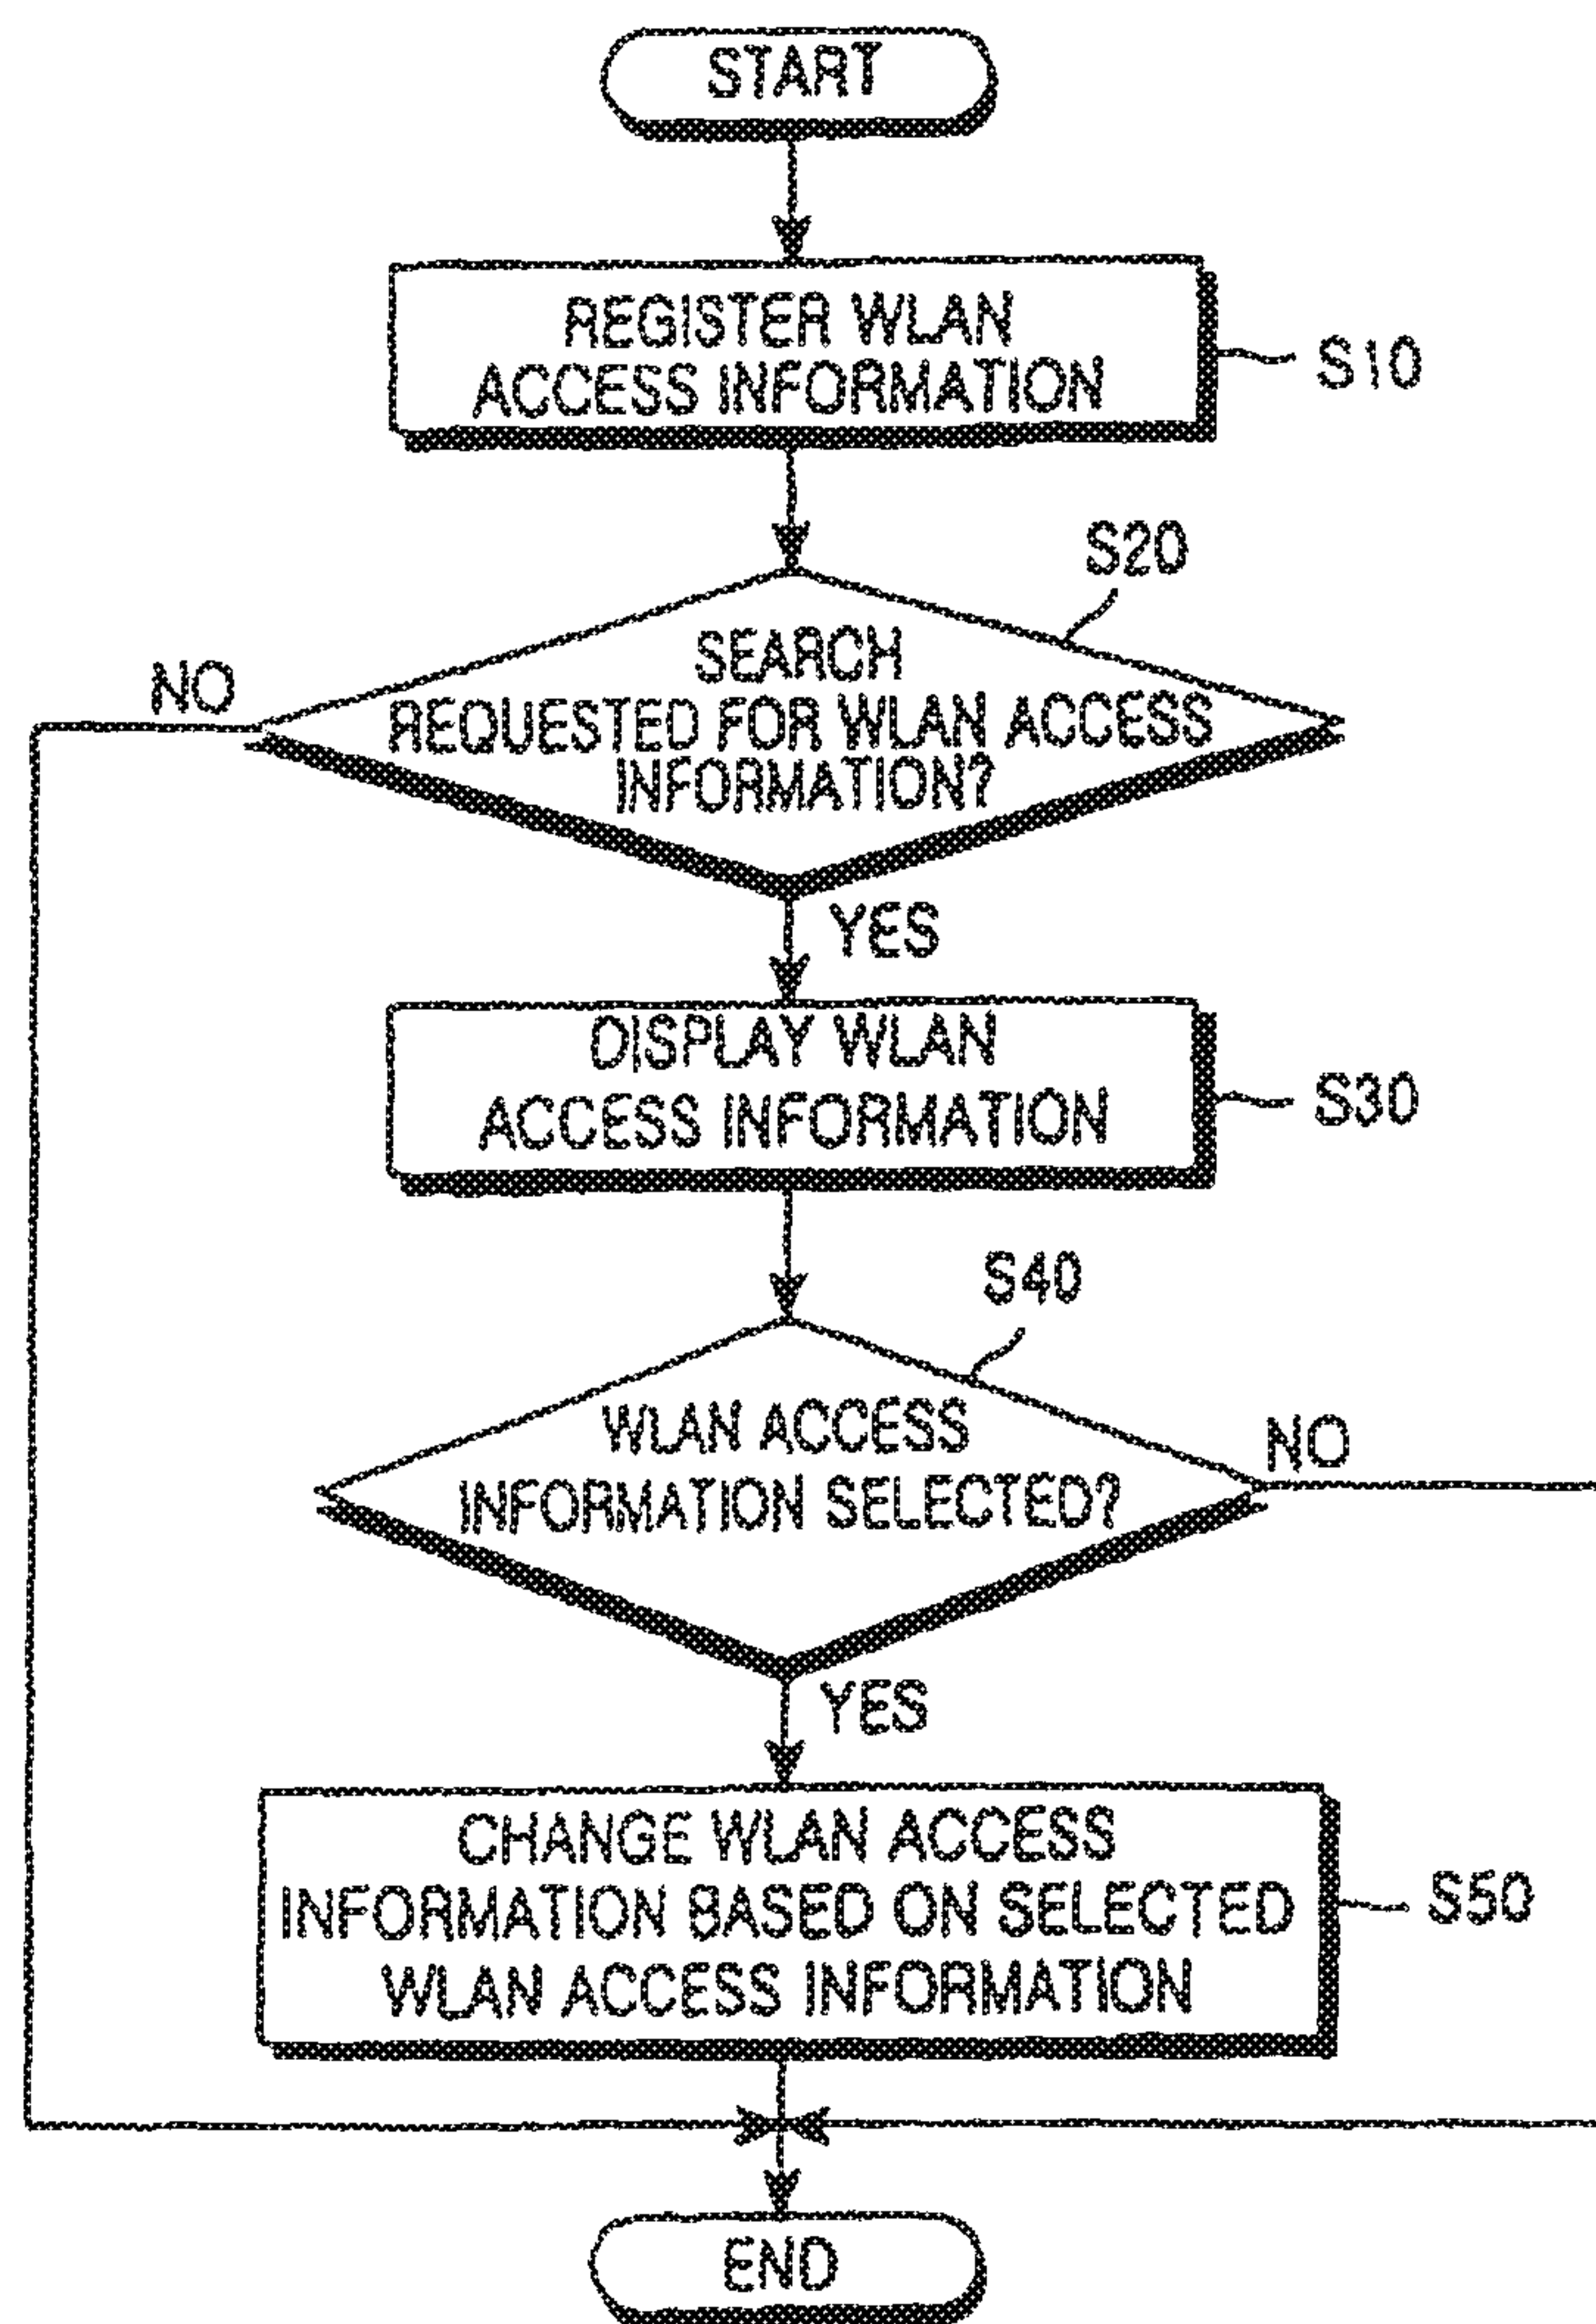 START
REGISTER WLAN
ACCESS INFORMATION
S10
S20
SEARCH
REQUESTED FOR WLAN ACCESS
INFORMATION?
NO
YES
DISPLAY WLAN
ACCESS INFORMATION
S30
S40
WLAN ACCESS
INFORMATION SELECTED?
NO
YES
CHANGE WLAN ACCESS
INFORMATION BASED ON SELECTED
WLAN ACCESS INFORMATION
S50
END